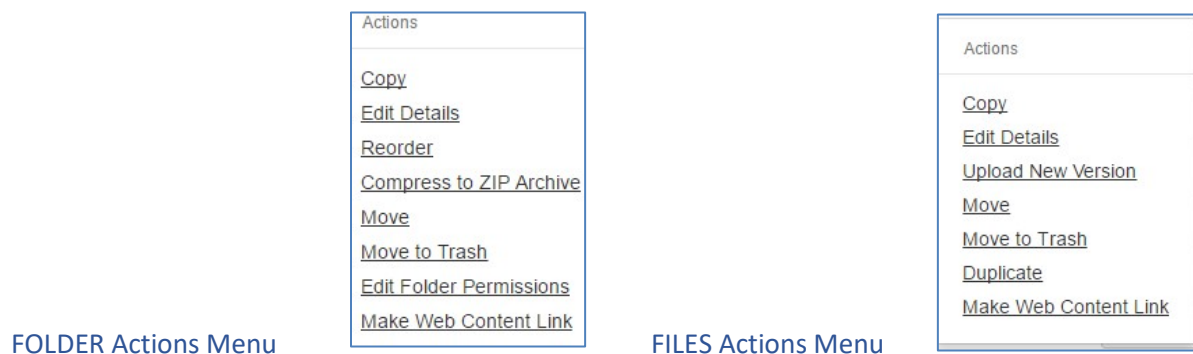 Actions
Copy
Edit Details
Reorder
Compress to ZIP Archive
Move
Move to Trash
Edit Folder Permissions
Make Web Content Link
FOLDER Actions Menu
Actions
Copy
Edit Details
Upload New Version
Move
Move to Trash
Duplicate
Make Web Content Link
FILES Actions Menu